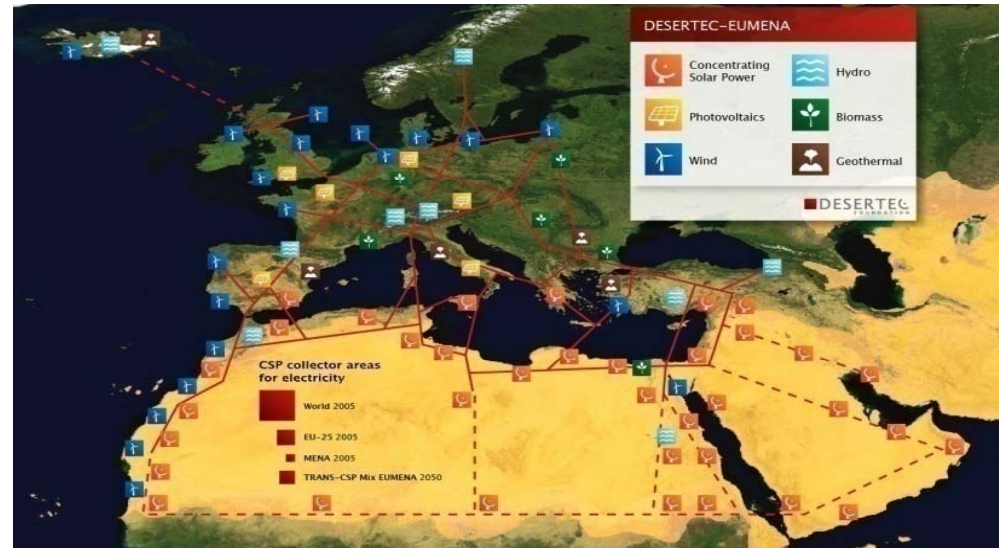 DESERTEC-EUMENA
Concentrating
Solar Power
Hydro
Photovoltaics
Biomass
Wind
Geothermal
DESERTEC
FOUNDATION
CSP collector areas
for electricity
World 2005
EU-25 2005
MENA 2005
TRANS-CSP Mix EUMENA 2050